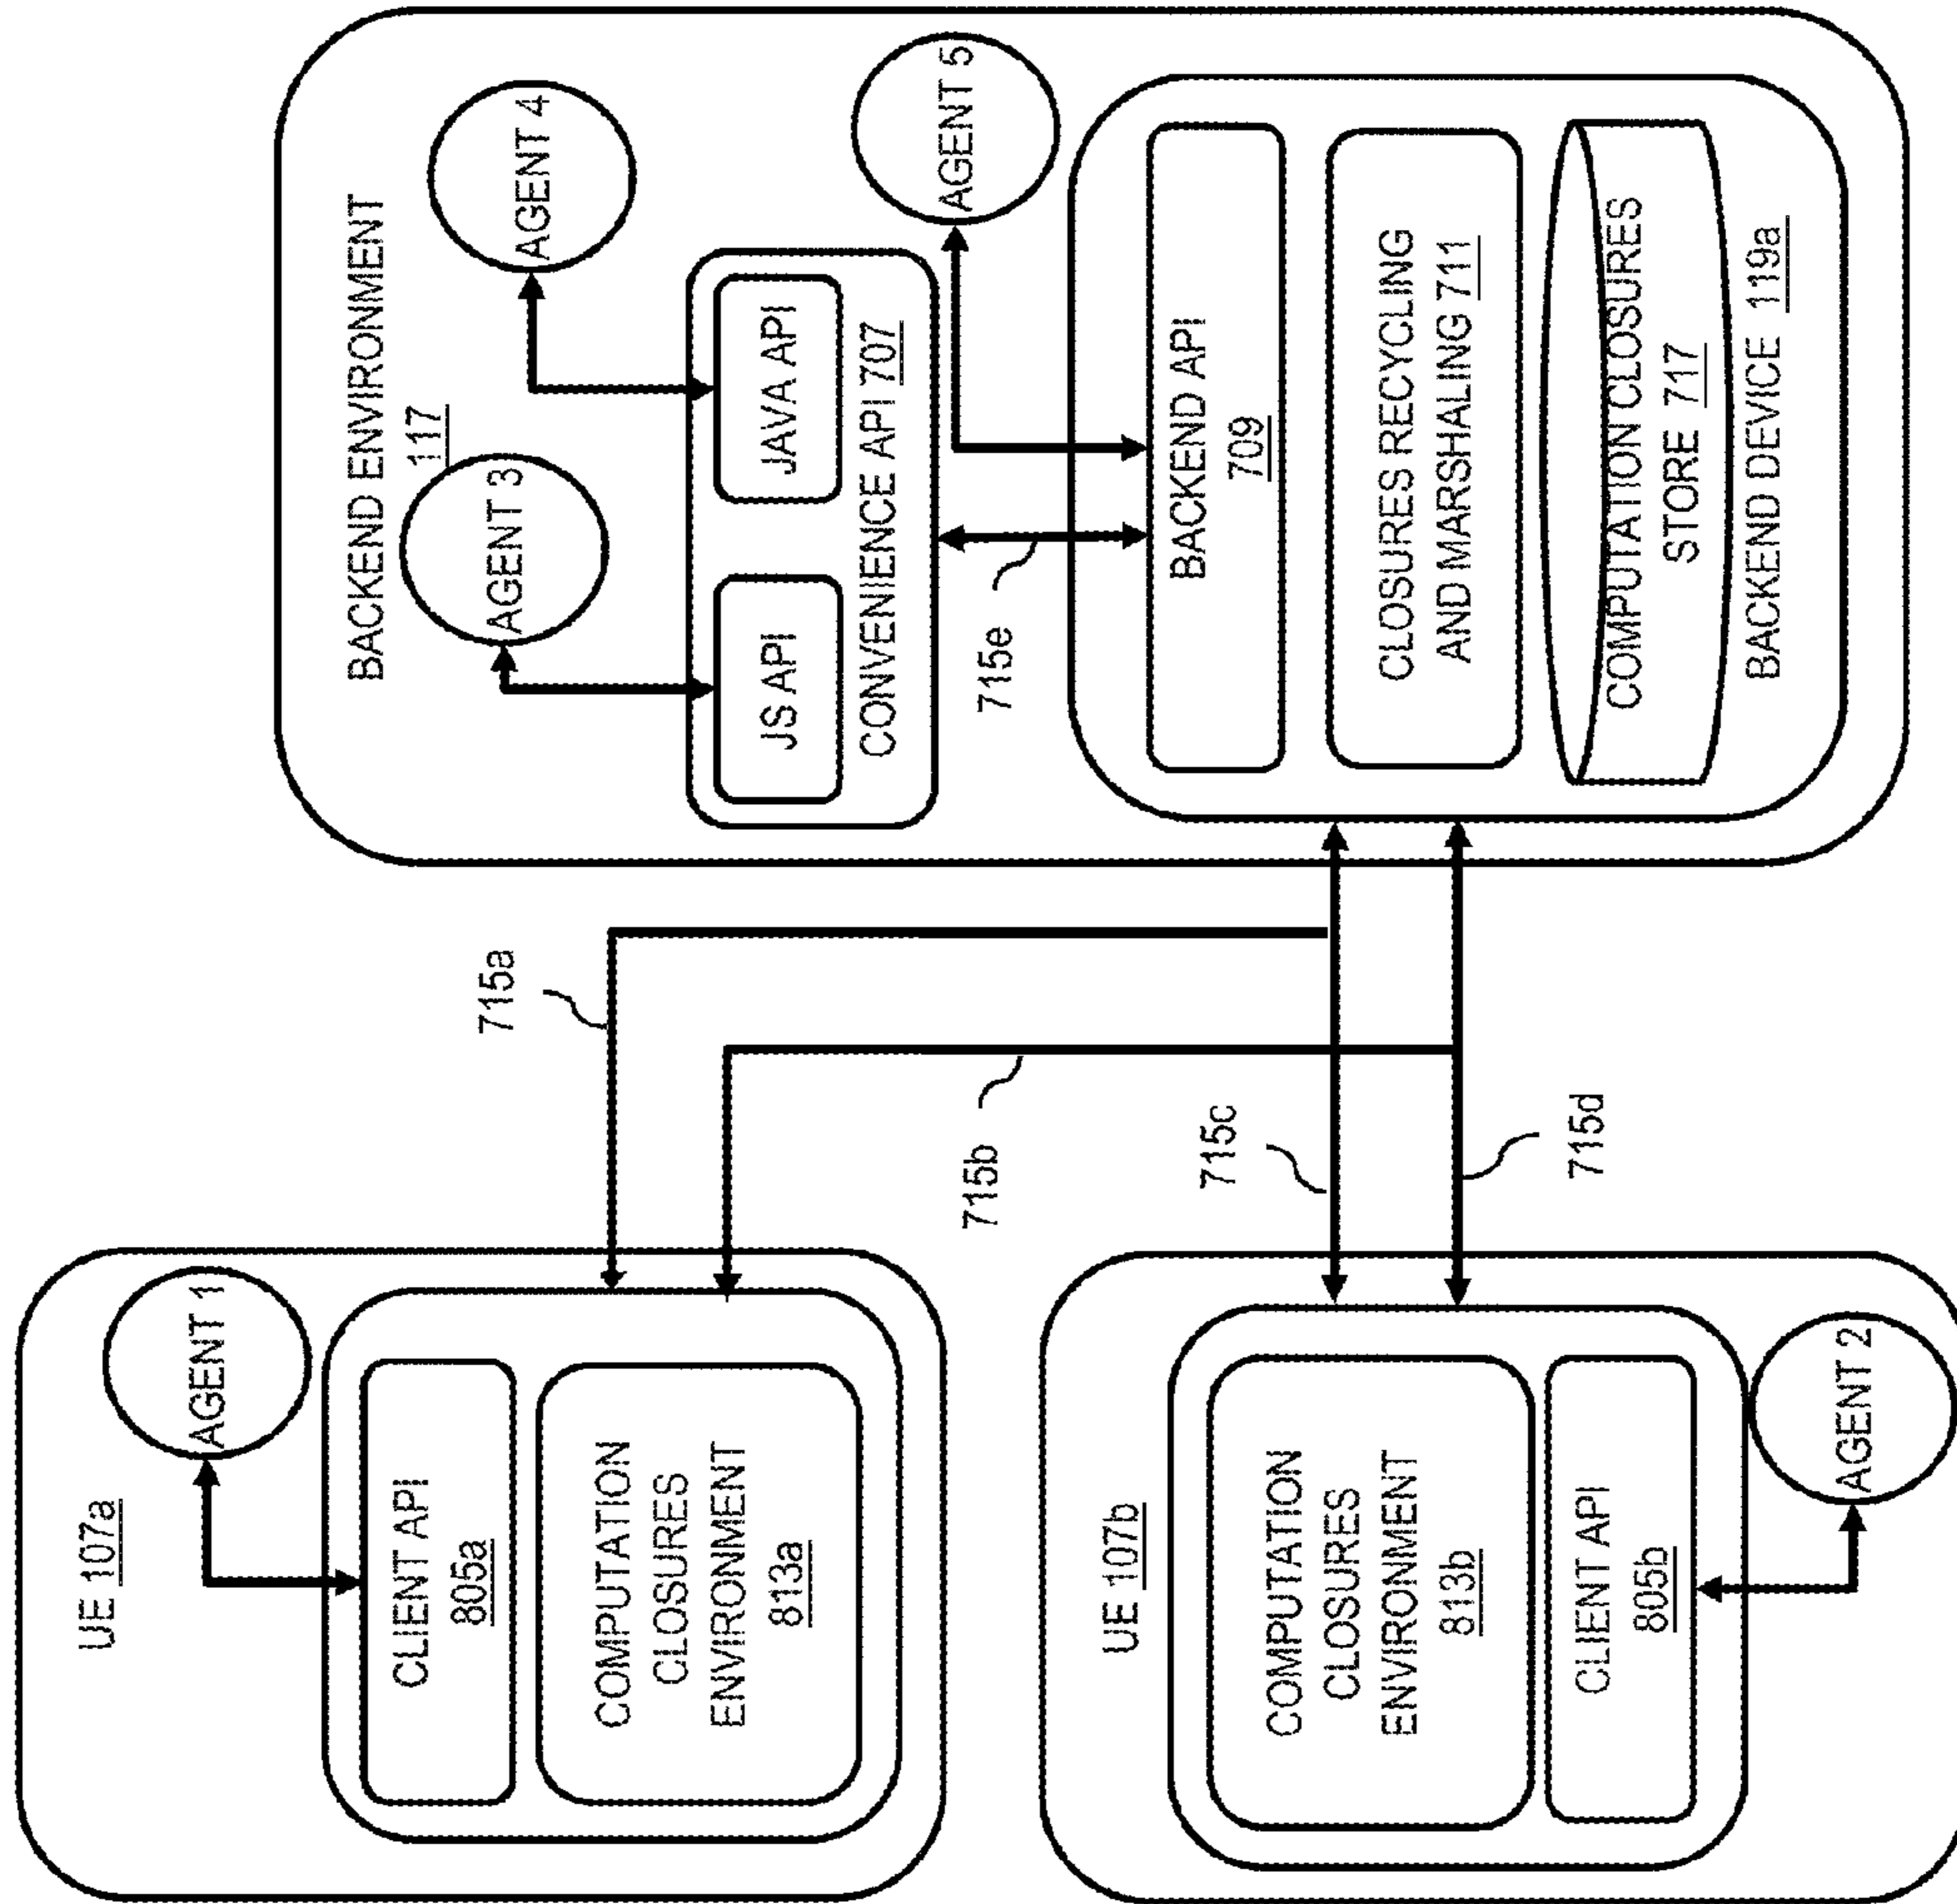 UE 107a
AGENT 1
CLIENT API
805a
COMPUTATION
CLOSURES
ENVIRONMENT
813a
UE 107b
COMPUTATION
CLOSURES
ENVIRONMENT
813b
CLIENT API
805b
AGENT 2
715a
715b
715c
715d
BACKEND ENVIRONMENT
117
AGENT 3
AGENT 4
JS API
JAVA API
CONVENIENCE API 707
AGENT 5
715e
BACKEND API
709
CLOSURES RECYCLING
AND MARSHALING 711
COMPUTATION CLOSURES
STORE 717
BACKEND DEVICE 119a